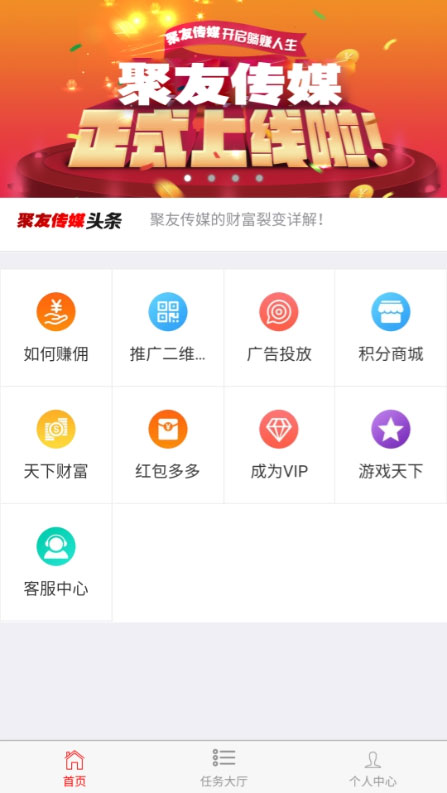 聚友传媒开启躺赚人生
聚友传媒
正式上线啦!
聚友传媒头条 聚友传媒的财富裂变详解!
如何赚佣 推广二维... 广告投放 积分商城
天下财富 红包多多 成为VIP 游戏天下
客服中心
首页 任务大厅 个人中心